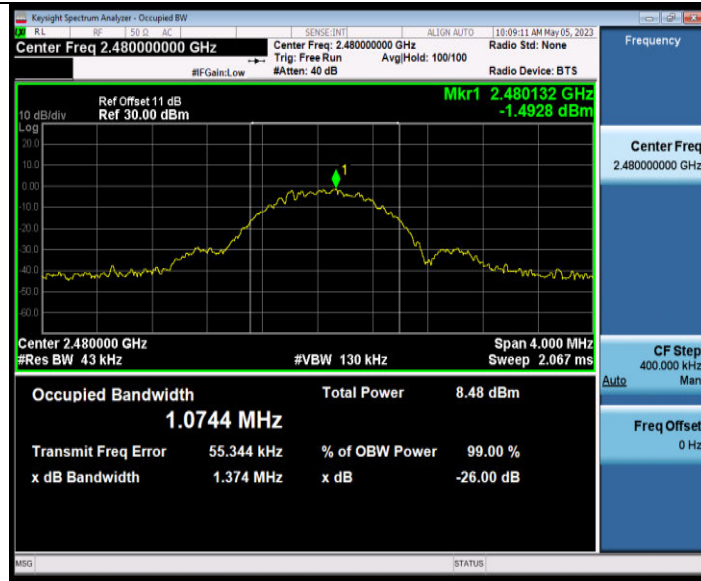 Keysight Spectrum Analyzer - Occupied BW
RL RF 50 Ω AC SENSE:INT ALIGN AUTO 10:09:11 AM May 05, 2023
Center Freq 2.480000000 GHz
Center Freq: 2.480000000 GHz
Radio Std: None
Trig: Free Run Avg|Hold: 100/100
#IFGain:Low #Atten: 40 dB Radio Device: BTS
Frequency
Ref Offset 11 dB
Mkr1 2.480132 GHz
10 dB/div Ref 30.00 dBm
-1.4928 dBm
Log
20.0
10.0
0.00
-10.0
-20.0
-30.0
-40.0
-50.0
-60.0
1
Center 2.480000 GHz Span 4.000 MHz
#Res BW 43 kHz #VBW 130 kHz Sweep 2.067 ms
Occupied Bandwidth Total Power 8.48 dBm
1.0744 MHz
Transmit Freq Error 55.344 kHz % of OBW Power 99.00 %
x dB Bandwidth 1.374 MHz x dB -26.00 dB
Center Freq
2.480000000 GHz
CF Step
400.000 kHz
Auto Man
Freq Offset
0 Hz
MSG STATUS